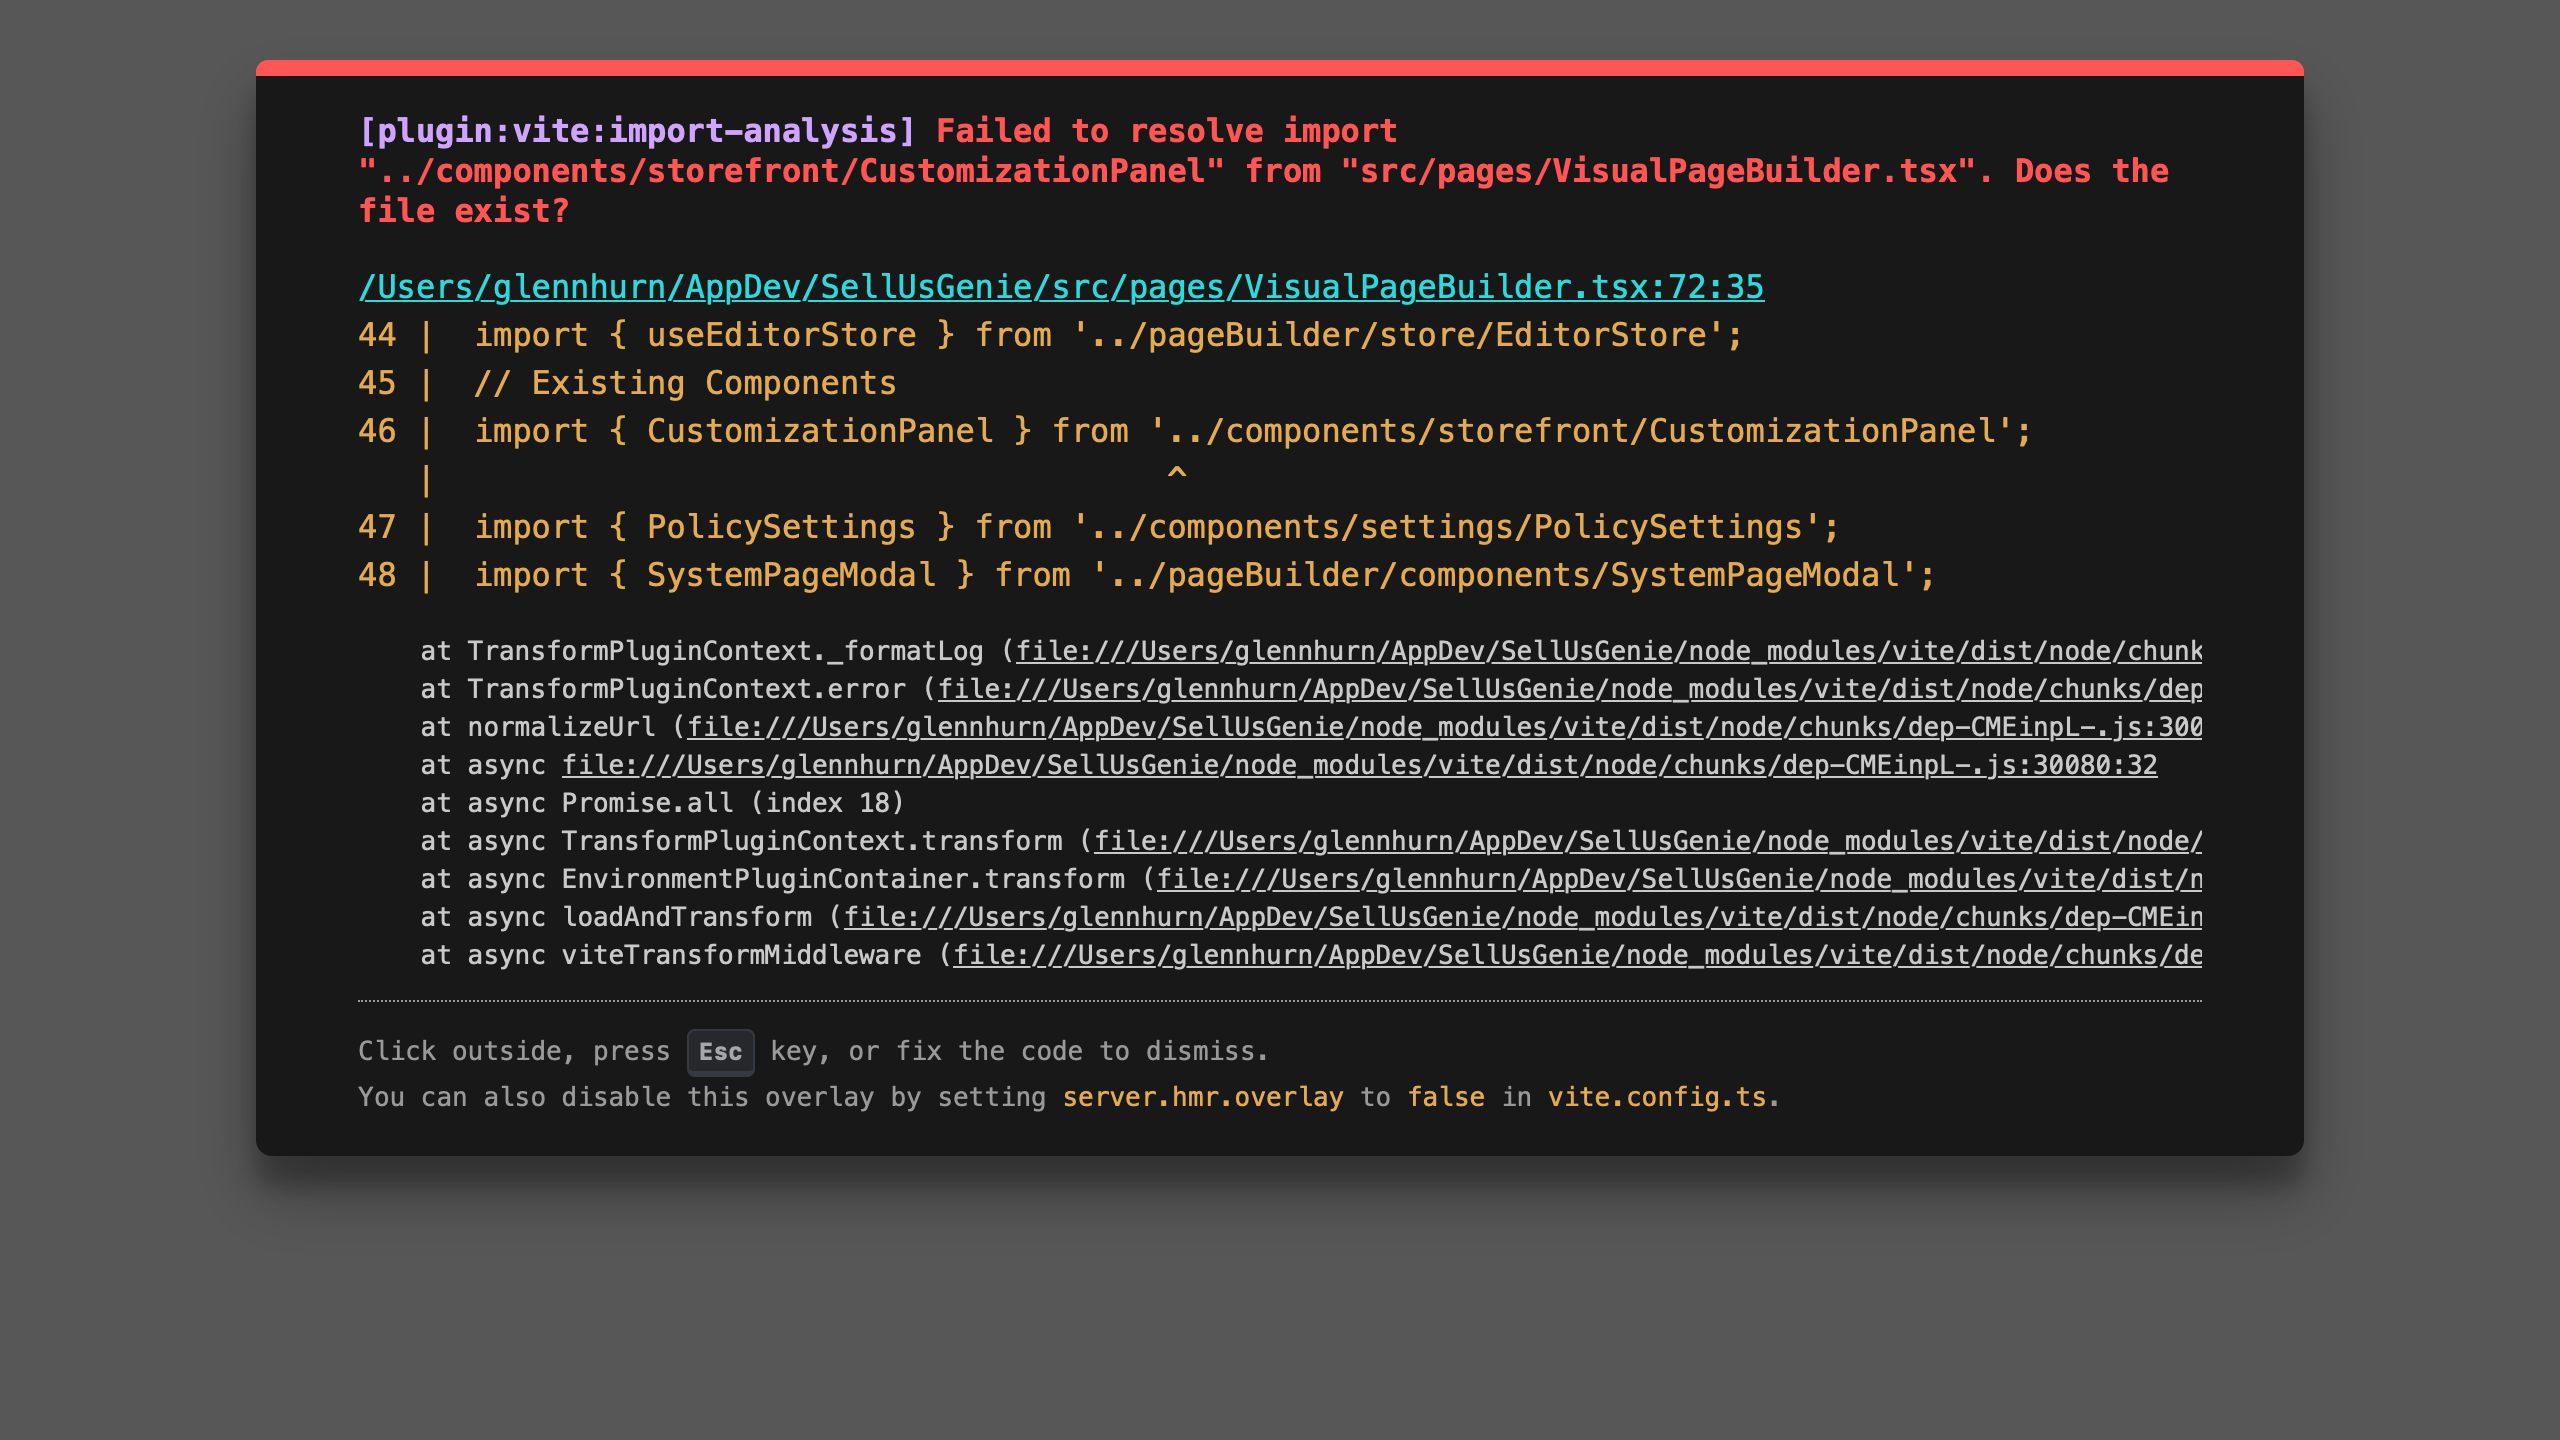 [plugin:vite:import-analysis] Failed to resolve import
"../components/storefront/CustomizationPanel" from "src/pages/VisualPageBuilder.tsx". Does the
file exist?
/Users/glennhurn/AppDev/SellUsGenie/src/pages/VisualPageBuilder.tsx:72:35
44 |  import { useEditorStore } from '../pageBuilder/store/EditorStore';
45 |  // Existing Components
46 |  import { CustomizationPanel } from '../components/storefront/CustomizationPanel';
   |                                      ^
47 |  import { PolicySettings } from '../components/settings/PolicySettings';
48 |  import { SystemPageModal } from '../pageBuilder/components/SystemPageModal';
    at TransformPluginContext._formatLog (file:///Users/glennhurn/AppDev/SellUsGenie/node_modules/vite/dist/node/chunk
    at TransformPluginContext.error (file:///Users/glennhurn/AppDev/SellUsGenie/node_modules/vite/dist/node/chunks/dep
    at normalizeUrl (file:///Users/glennhurn/AppDev/SellUsGenie/node_modules/vite/dist/node/chunks/dep-CMEinpL-.js:300
    at async file:///Users/glennhurn/AppDev/SellUsGenie/node_modules/vite/dist/node/chunks/dep-CMEinpL-.js:30080:32
    at async Promise.all (index 18)
    at async TransformPluginContext.transform (file:///Users/glennhurn/AppDev/SellUsGenie/node_modules/vite/dist/node/
    at async EnvironmentPluginContainer.transform (file:///Users/glennhurn/AppDev/SellUsGenie/node_modules/vite/dist/n
    at async loadAndTransform (file:///Users/glennhurn/AppDev/SellUsGenie/node_modules/vite/dist/node/chunks/dep-CMEin
    at async viteTransformMiddleware (file:///Users/glennhurn/AppDev/SellUsGenie/node_modules/vite/dist/node/chunks/de
Click outside, press Esc key, or fix the code to dismiss.
You can also disable this overlay by setting server.hmr.overlay to false in vite.config.ts.